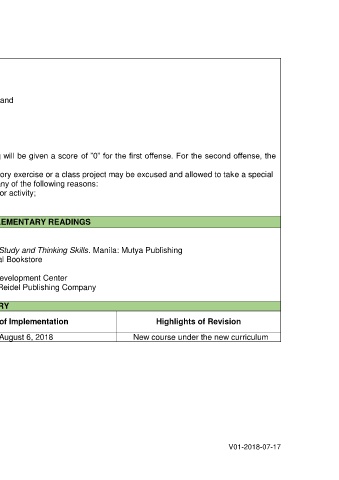 and
will be given a score of "0" for the first offense. For the second offense, the
ory exercise or a class project may be excused and allowed to take a special
ny of the following reasons:
or activity;
EMENTARY READINGS
Study and Thinking Skills. Manila: Mutya Publishing
al Bookstore
evelopment Center
Reidel Publishing Company
RY
of Implementation Highlights of Revision
August 6, 2018 New course under the new curriculum
V01-2018-07-17